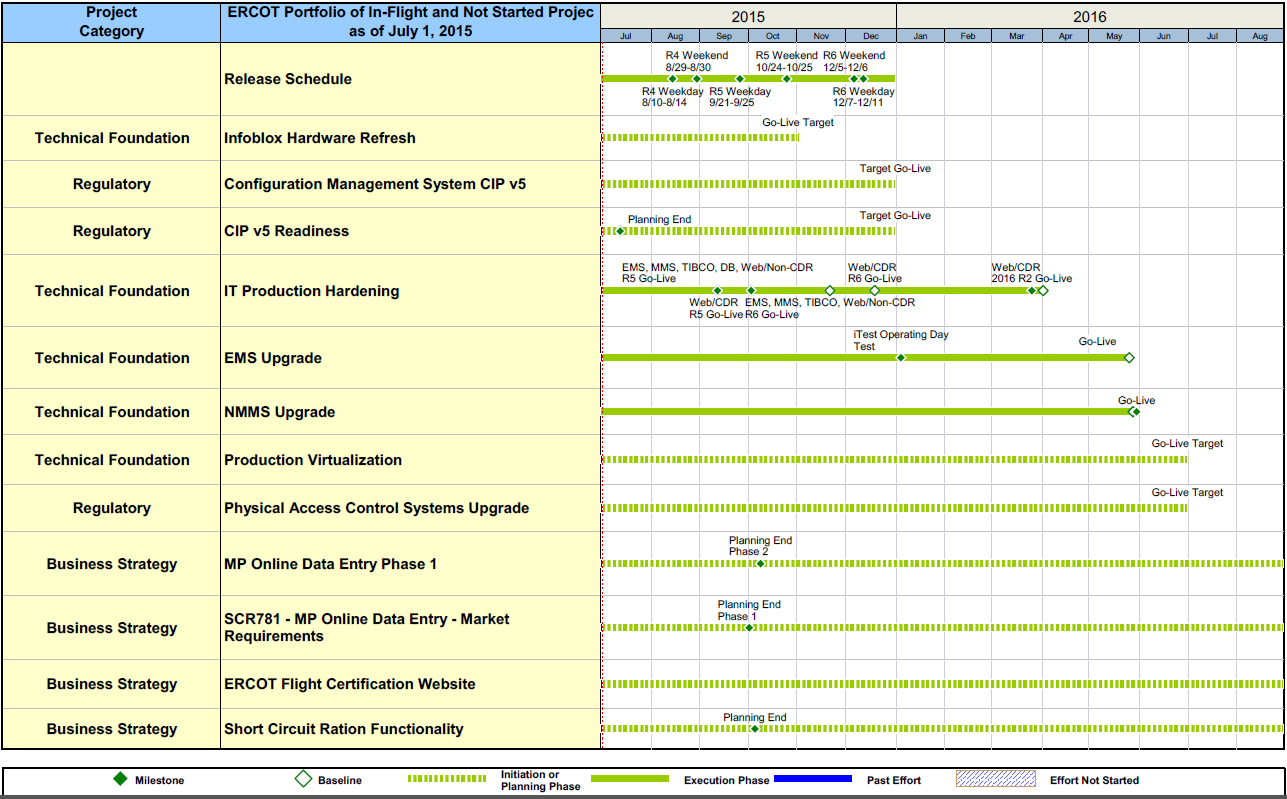 Project
Category
ERCOT Portfolio of In-Flight and Not Started Projec
as of July 1, 2015
2015
2016
Jul Aug Sep Oct Nov Dec Jan Feb Mar Apr May Jun Jul Aug
Release Schedule
R4 Weekend
8/29-8/30
R5 Weekend
10/24-10/25
R6 Weekend
12/5-12/6
R4 Weekday
8/10-8/14
R5 Weekday
9/21-9/25
R6 Weekday
12/7-12/11
Technical Foundation
Infoblox Hardware Refresh
Go-Live Target
Regulatory
Configuration Management System CIP v5
Target Go-Live
Regulatory
CIP v5 Readiness
Planning End
Target Go-Live
Technical Foundation
IT Production Hardening
EMS, MMS, TIBCO, DB, Web/Non-CDR
R5 Go-Live
Web/CDR
R6 Go-Live
Web/CDR
2016 R2 Go-Live
Web/CDR
R5 Go-Live
EMS, MMS, TIBCO, Web/Non-CDR
R6 Go-Live
Technical Foundation
EMS Upgrade
iTest Operating Day
Test
Go-Live
Technical Foundation
NMMS Upgrade
Go-Live
Technical Foundation
Production Virtualization
Go-Live Target
Regulatory
Physical Access Control Systems Upgrade
Go-Live Target
Business Strategy
MP Online Data Entry Phase 1
Planning End
Phase 2
Business Strategy
SCR781 - MP Online Data Entry - Market
Requirements
Planning End
Phase 1
Business Strategy
ERCOT Flight Certification Website
Business Strategy
Short Circuit Ration Functionality
Planning End
Milestone
Baseline
Initiation or
Planning Phase
Execution Phase
Past Effort
Effort Not Started